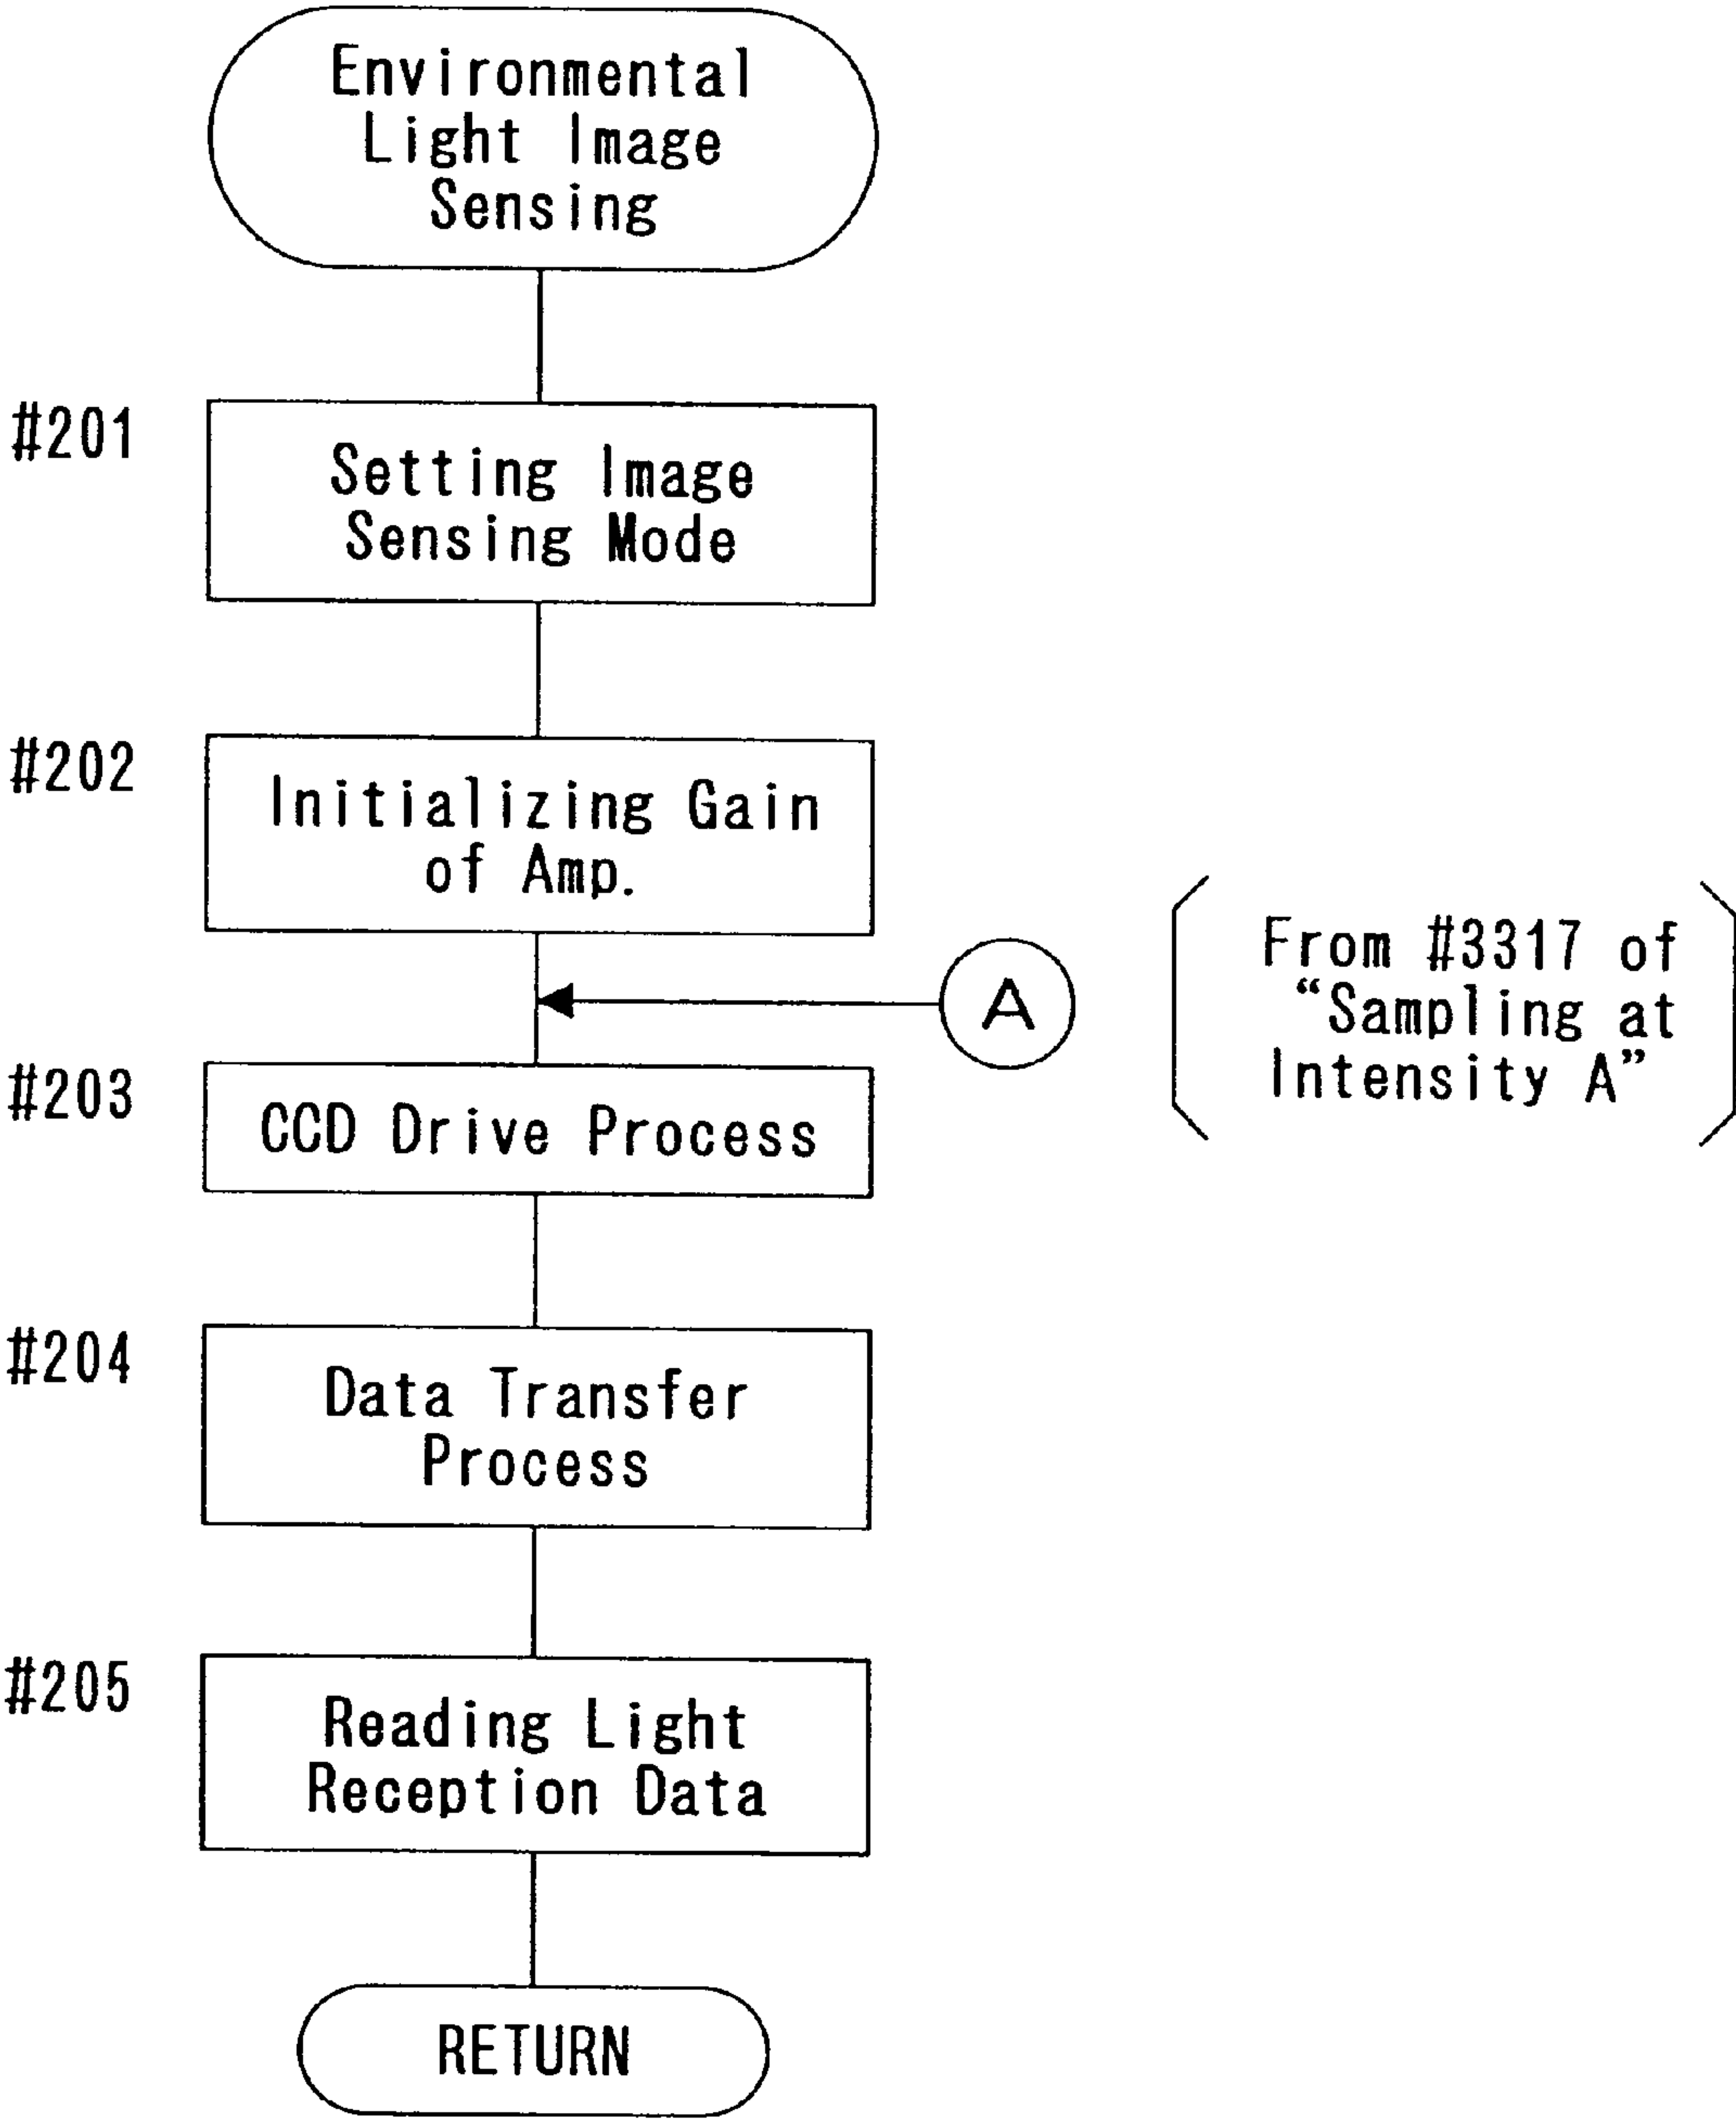 Environmental
Light Image
Sensing
#201
Setting Image
Sensing Mode
#202
Initializing Gain
of Amp.
A
From #3317 of
“Sampling at
Intensity A”
#203
CCD Drive Process
#204
Data Transfer
Process
#205
Reading Light
Reception Data
RETURN